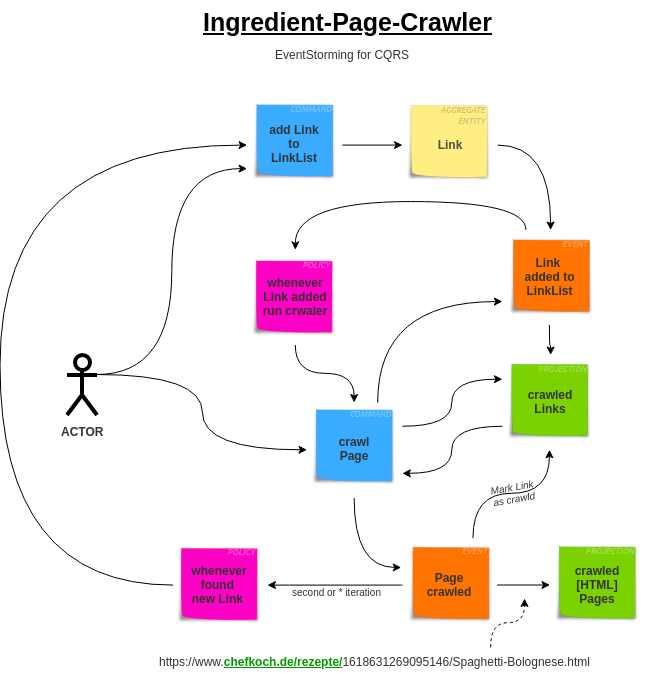 Ingredient-Page-Crawler
EventStorming for CQRS
COMMAND
add Link
to
LinkList
AGGREGATE
ENTITY
Link
EVENT
Link
added to
LinkList
POLICY
whenever
Link added
run crwaler
PROJECTION
crawled
Links
COMMAND
crawl
Page
ACTOR
Mark Link
as crawld
POLICY
whenever
found
new Link
second or * iteration
EVENT
Page
crawled
PROJECTION
crawled
[HTML]
Pages
https://www.chefkoch.de/rezepte/1618631269095146/Spaghetti-Bolognese.html